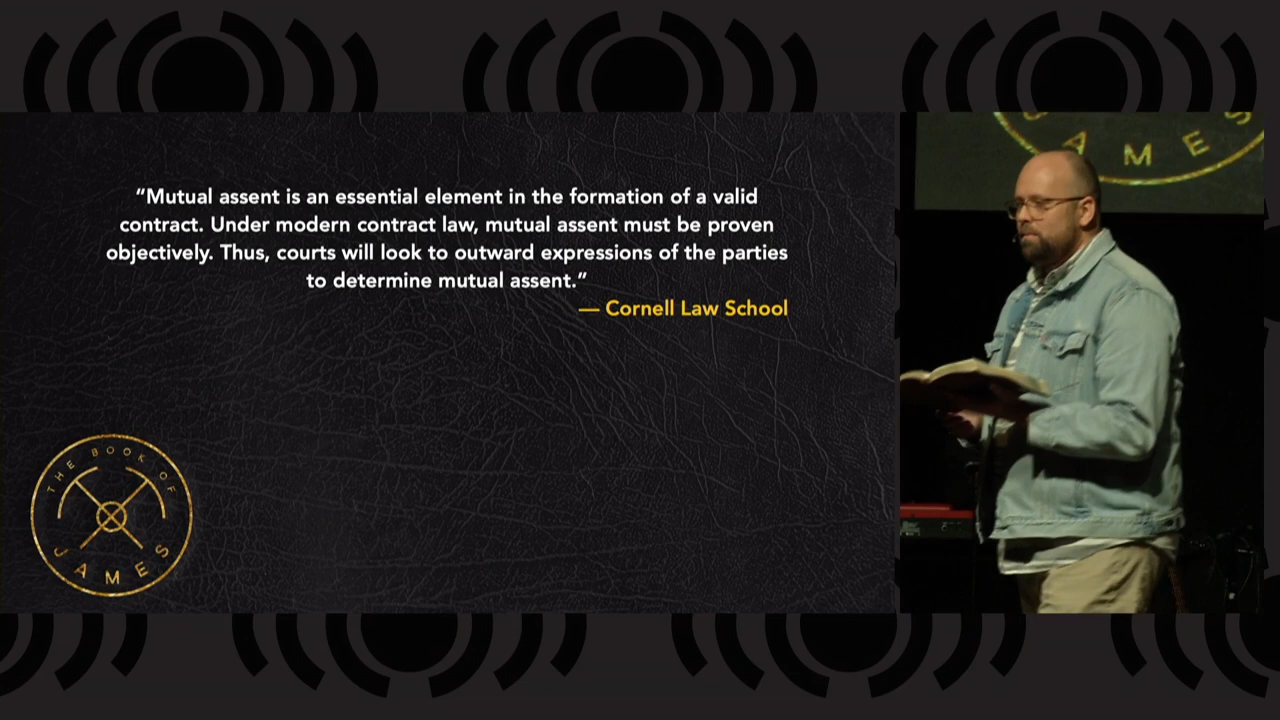 “Mutual assent is an essential element in the formation of a valid
contract. Under modern contract law, mutual assent must be proven
objectively. Thus, courts will look to outward expressions of the parties
to determine mutual assent.”
— Cornell Law School
THE BOOK OF
JAMES
AMES